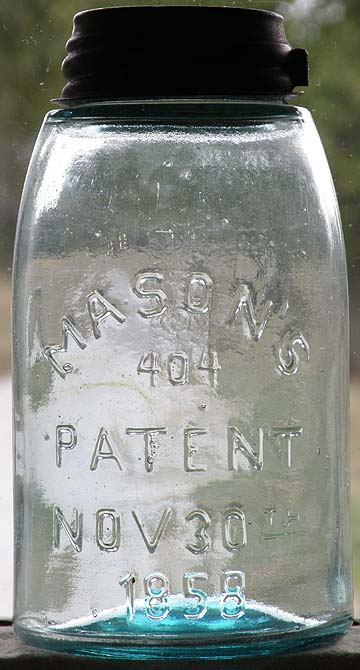 MASON'S
404
PATENT
NOV 30TH
1858